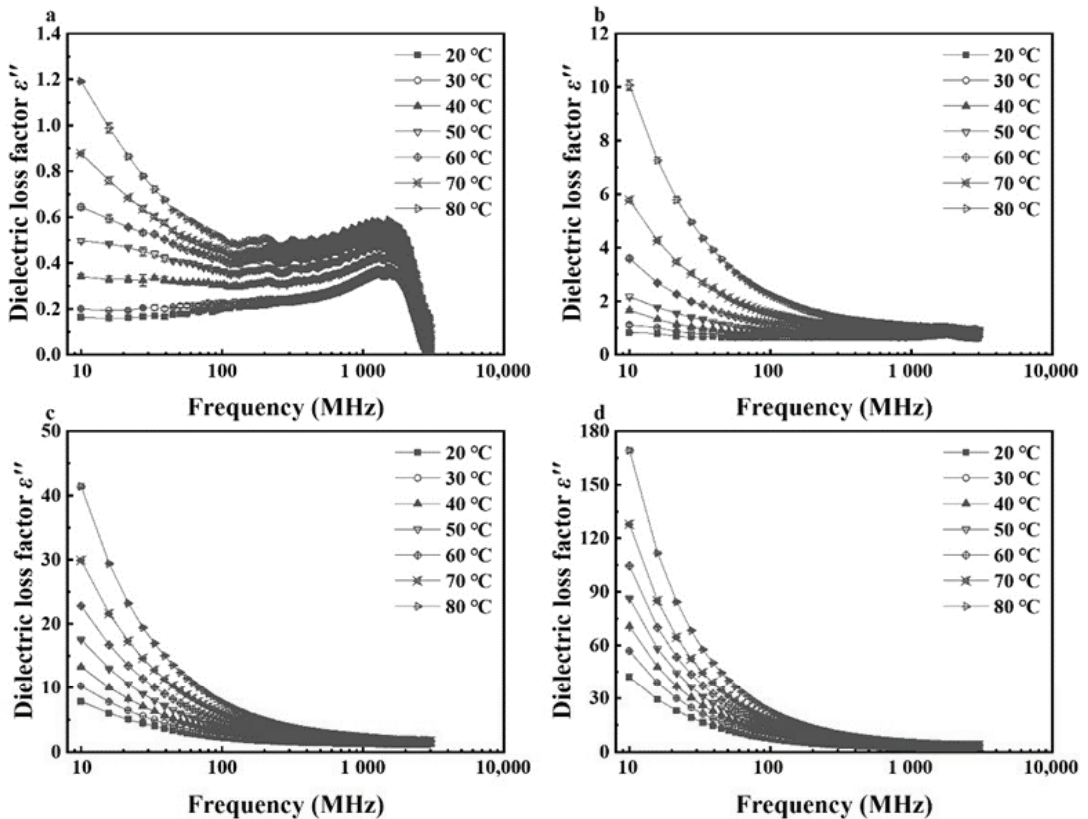 a
1.4
1.2
1.0
0.8
0.6
0.4
0.2
0.0
Dielectric loss factor ε″
20 °C
30 °C
40 °C
50 °C
60 °C
70 °C
80 °C
10 100 1 000 10,000
Frequency (MHz)
b
12
10
8
6
4
2
0
Dielectric loss factor ε″
20 °C
30 °C
40 °C
50 °C
60 °C
70 °C
80 °C
10 100 1 000 10,000
Frequency (MHz)
c
50
40
30
20
10
0
Dielectric loss factor ε″
20 °C
30 °C
40 °C
50 °C
60 °C
70 °C
80 °C
10 100 1 000 10,000
Frequency (MHz)
d
180
150
120
90
60
30
0
Dielectric loss factor ε″
20 °C
30 °C
40 °C
50 °C
60 °C
70 °C
80 °C
10 100 1 000 10,000
Frequency (MHz)